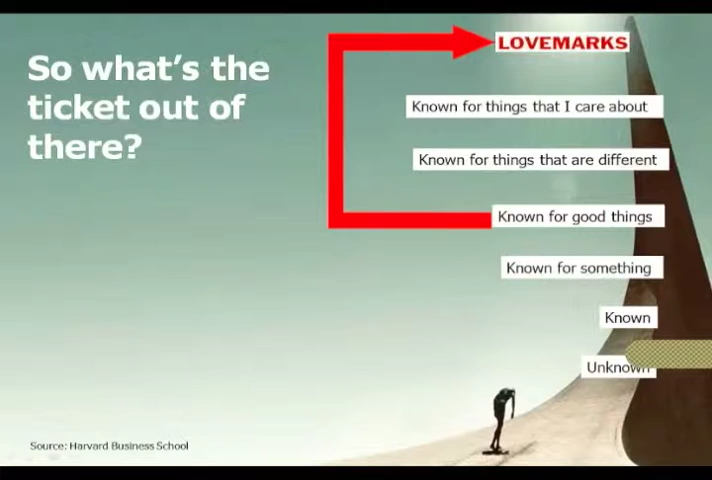 So what's the
ticket out of
there?
LOVEMARKS
Known for things that I care about
Known for things that are different
Known for good things
Known for something
Known
Unknown
Source: Harvard Business School